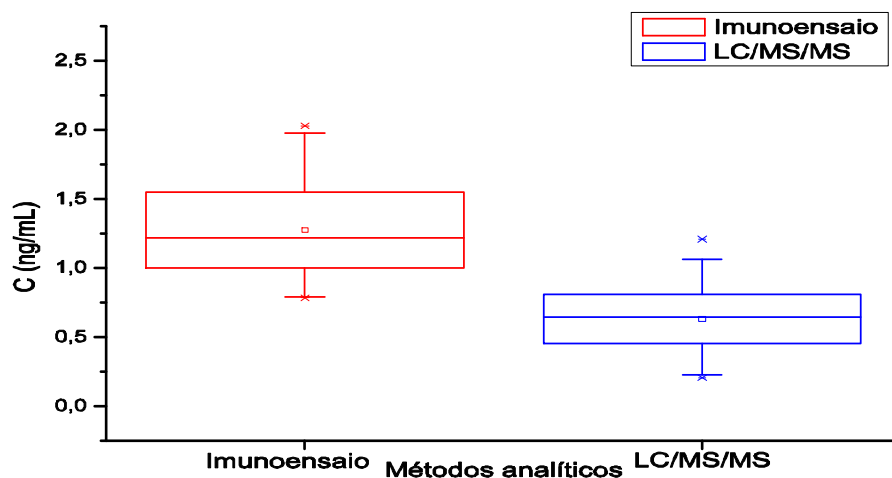 Imunoensaio
LC/MS/MS
2,5
2,0
1,5
1,0
0,5
0,0
C (ng/mL)
Imunoensaio
LC/MS/MS
Métodos analíticos